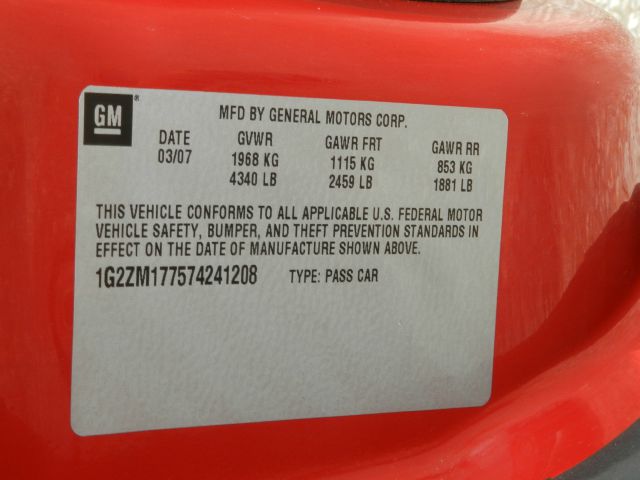 GM®
MFD BY GENERAL MOTORS CORP.
DATE GVWR GAWR FRT GAWR RR
03/07 1968 KG 1115 KG 853 KG
4340 LB 2459 LB 1881 LB
THIS VEHICLE CONFORMS TO ALL APPLICABLE U.S. FEDERAL MOTOR
VEHICLE SAFETY, BUMPER, AND THEFT PREVENTION STANDARDS IN
EFFECT ON THE DATE OF MANUFACTURE SHOWN ABOVE.
1G2ZM177574241208 TYPE: PASS CAR